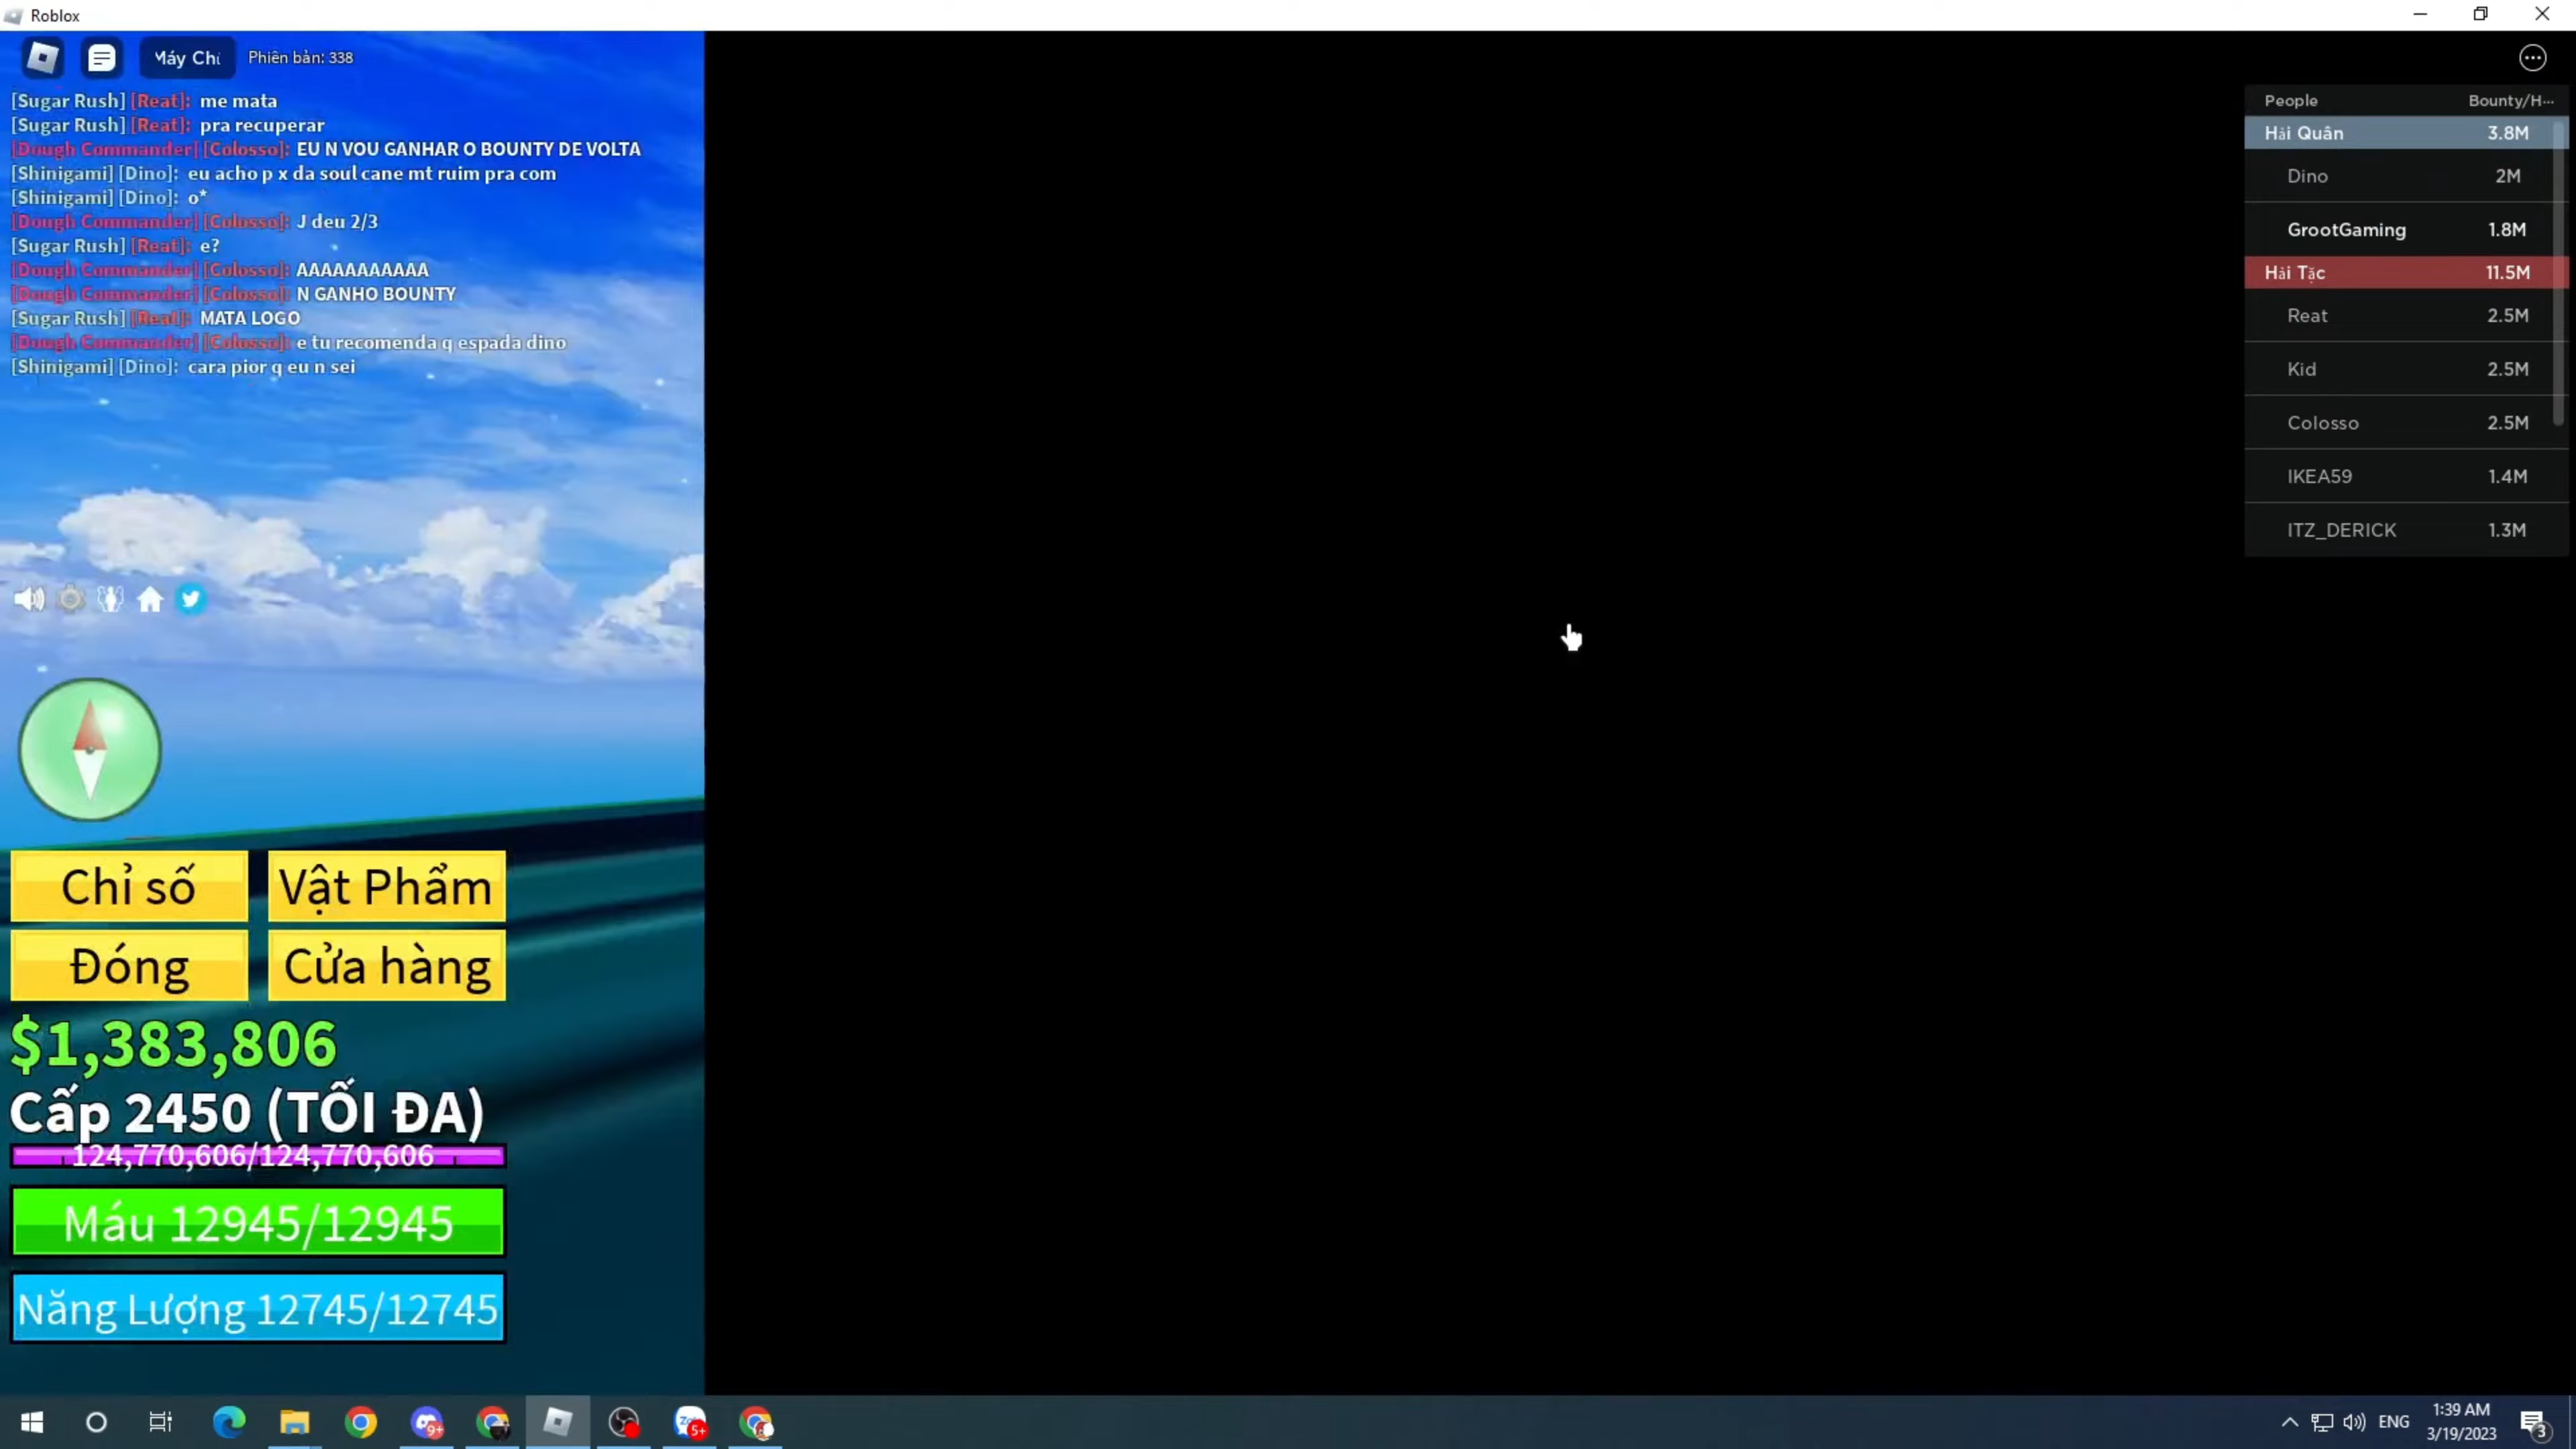 Roblox
Máy Chủ
Phiên bản: 338
[Sugar Rush] [Reat]: me mata
[Sugar Rush] [Reat]: pra recuperar
[Dough Commander] [Colosso]: EU N VOU GANHAR O BOUNTY DE VOLTA
[Shinigami] [Dino]: eu acho p x da soul cane mt ruim pra com
[Shinigami] [Dino]: o*
[Dough Commander] [Colosso]: J deu 2/3
[Sugar Rush] [Reat]: e?
[Dough Commander] [Colosso]: AAAAAAAAAAA
[Dough Commander] [Colosso]: N GANHO BOUNTY
[Sugar Rush] [Reat]: MATA LOGO
[Dough Commander] [Colosso]: e tu recomenda q espada dino
[Shinigami] [Dino]: cara pior q eu n sei
People Bounty/H...
Hải Quân 3.8M
Dino 2M
GrootGaming 1.8M
Hải Tặc 11.5M
Reat 2.5M
Kid 2.5M
Colosso 2.5M
IKEA59 1.4M
ITZ_DERICK 1.3M
Chỉ số Vật Phẩm
Đóng Cửa hàng
$1,383,806
Cấp 2450 (TỐI ĐA)
124,770,606/124,770,606
Máu 12945/12945
Năng Lượng 12745/12745
9+
5+
ENG
1:39 AM
3/19/2023
3